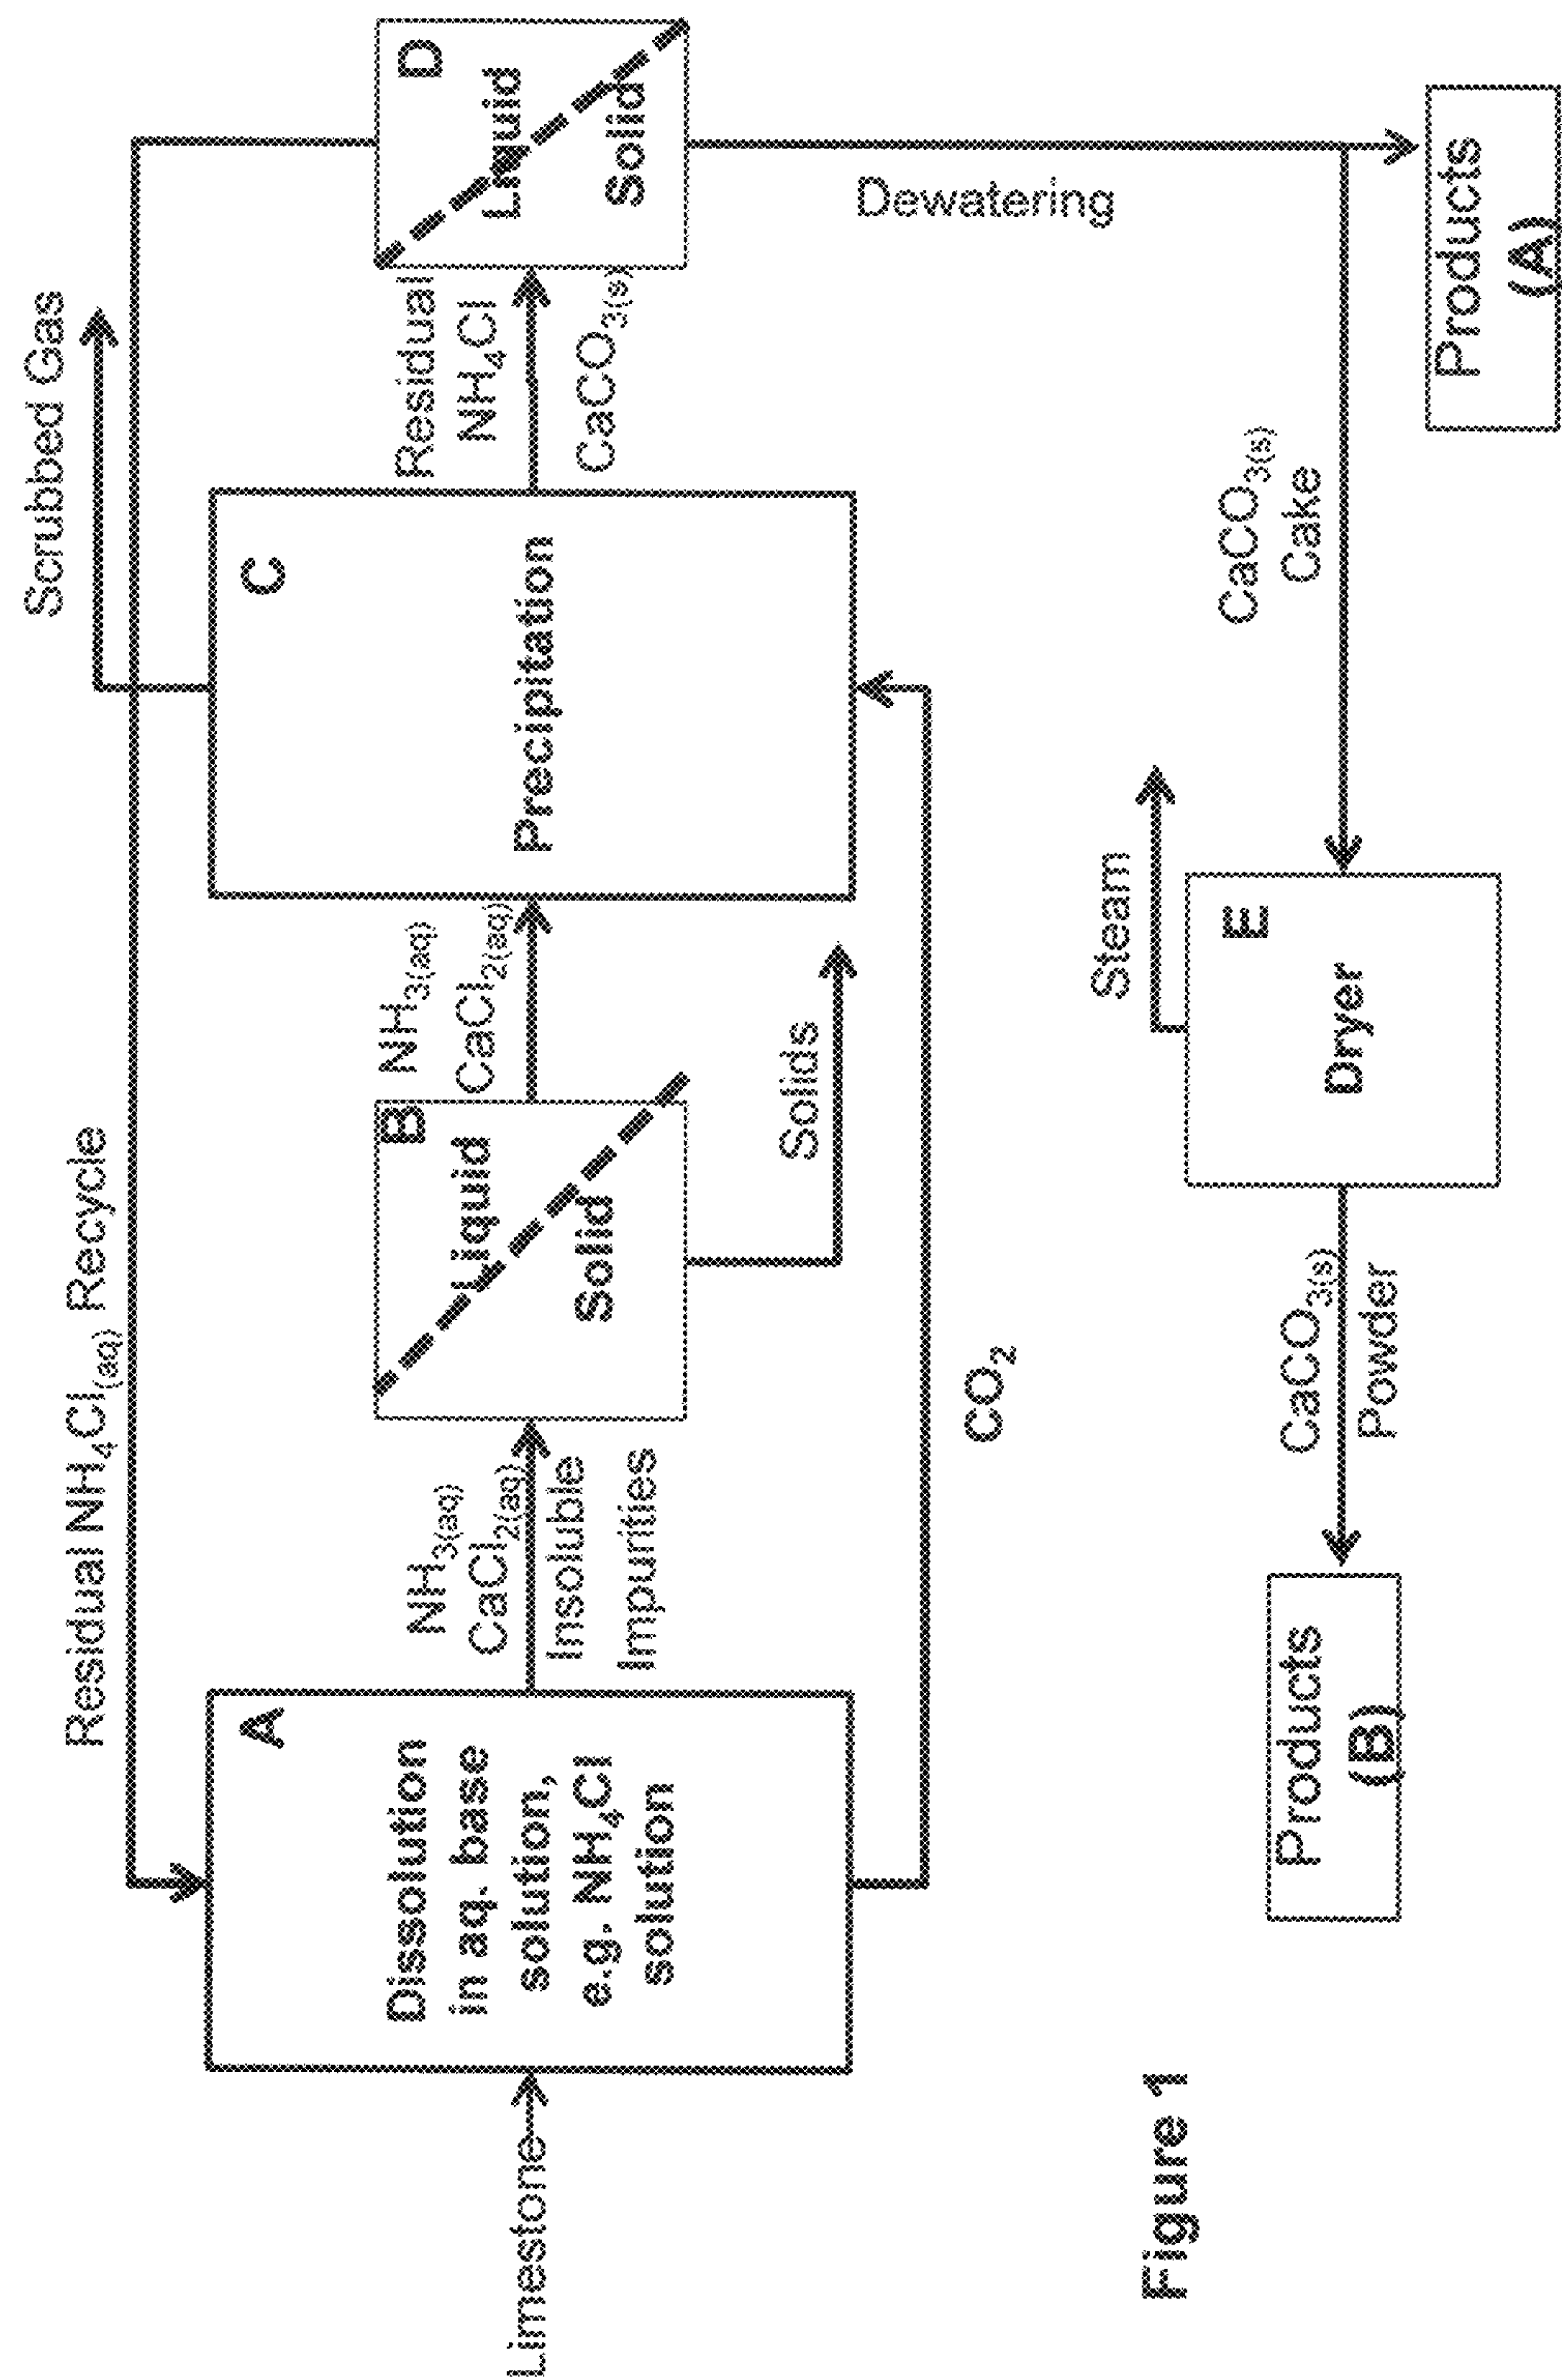 Scrubbed Gas
Residual NH4Cl(aq) Recycle
Limestone
A
Dissolution
in aq. base
solution,
e.g. NH4Cl
solution
NH3(aq)
CaCl2(aq)
Insoluble
Impurities
B
Liquid
Solid
Solids
NH3(aq)
CaCl2(aq)
C
Precipitation
CO2
Residual
NH4Cl
CaCO3(s)
D
Liquid
Solid
Dewatering
Products
(A)
CaCO3(s)
Cake
E
Dryer
Steam
CaCO3(s)
Powder
Products
(B)
Figure 1